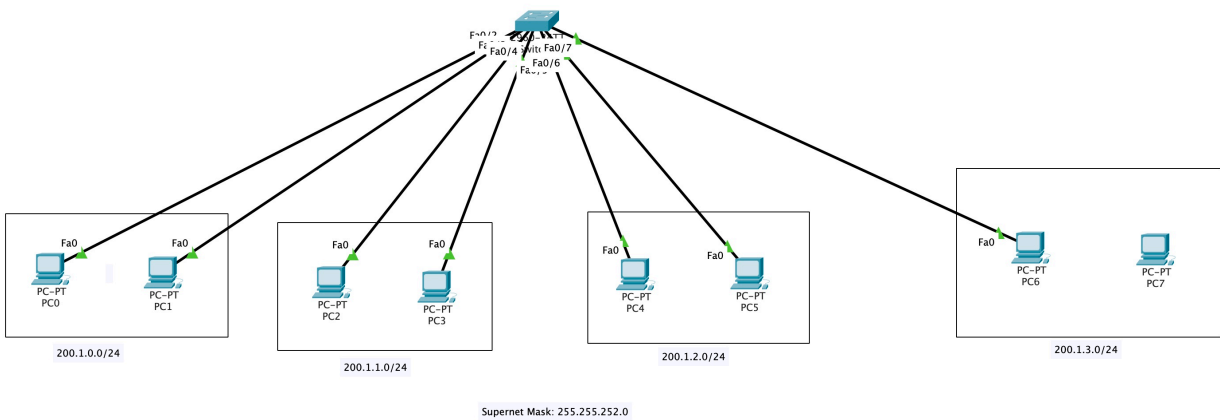 Fa0/4
Fa0/7
Fa0/6
Fa0
PC-PT
PC0
Fa0
PC-PT
PC1
200.1.0.0/24
Fa0
PC-PT
PC2
Fa0
PC-PT
PC3
200.1.1.0/24
Fa0
PC-PT
PC4
Fa0
PC-PT
PC5
200.1.2.0/24
Fa0
PC-PT
PC6
PC-PT
PC7
200.1.3.0/24
Supernet Mask: 255.255.252.0